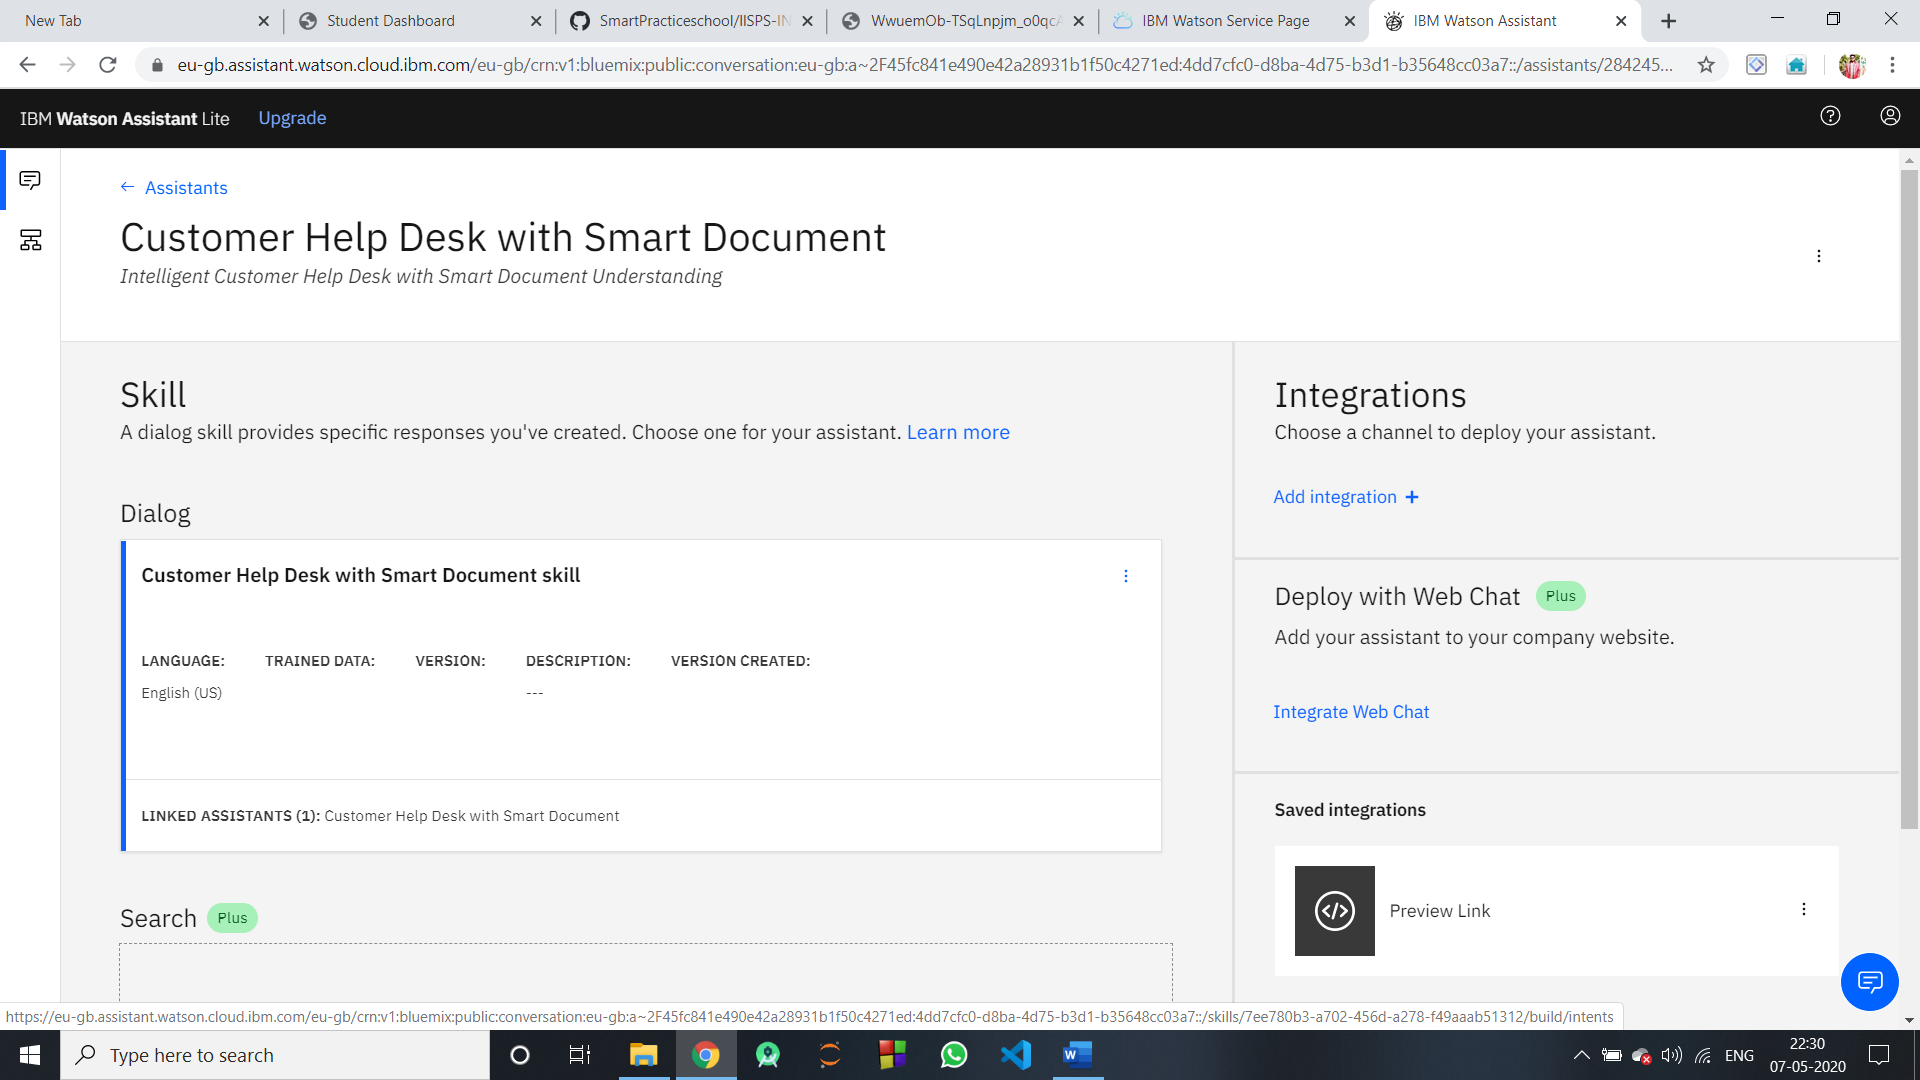 New Tab
Student Dashboard
SmartPracticeschool/IISPS-IN
WwuemOb-TSqLnpjm_o0qcA
IBM Watson Service Page
IBM Watson Assistant
eu-gb.assistant.watson.cloud.ibm.com/eu-gb/crn:v1:bluemix:public:conversation:eu-gb:a~2F45fc841e490e42a28931b1f50c4271ed:4dd7cfc0-d8ba-4d75-b3d1-b35648cc03a7::/assistants/284245...
IBM Watson Assistant Lite
Upgrade
Assistants
Customer Help Desk with Smart Document
Intelligent Customer Help Desk with Smart Document Understanding
Skill
A dialog skill provides specific responses you've created. Choose one for your assistant. Learn more
Dialog
Customer Help Desk with Smart Document skill
LANGUAGE: TRAINED DATA: VERSION: DESCRIPTION: VERSION CREATED:
English (US) ---
LINKED ASSISTANTS (1): Customer Help Desk with Smart Document
Search Plus
Integrations
Choose a channel to deploy your assistant.
Add integration +
Deploy with Web Chat Plus
Add your assistant to your company website.
Integrate Web Chat
Saved integrations
Preview Link
https://eu-gb.assistant.watson.cloud.ibm.com/eu-gb/crn:v1:bluemix:public:conversation:eu-gb:a~2F45fc841e490e42a28931b1f50c4271ed:4dd7cfc0-d8ba-4d75-b3d1-b35648cc03a7::/skills/7ee780b3-a702-456d-a278-f49aaab51312/build/intents
Type here to search
ENG
22:30
07-05-2020